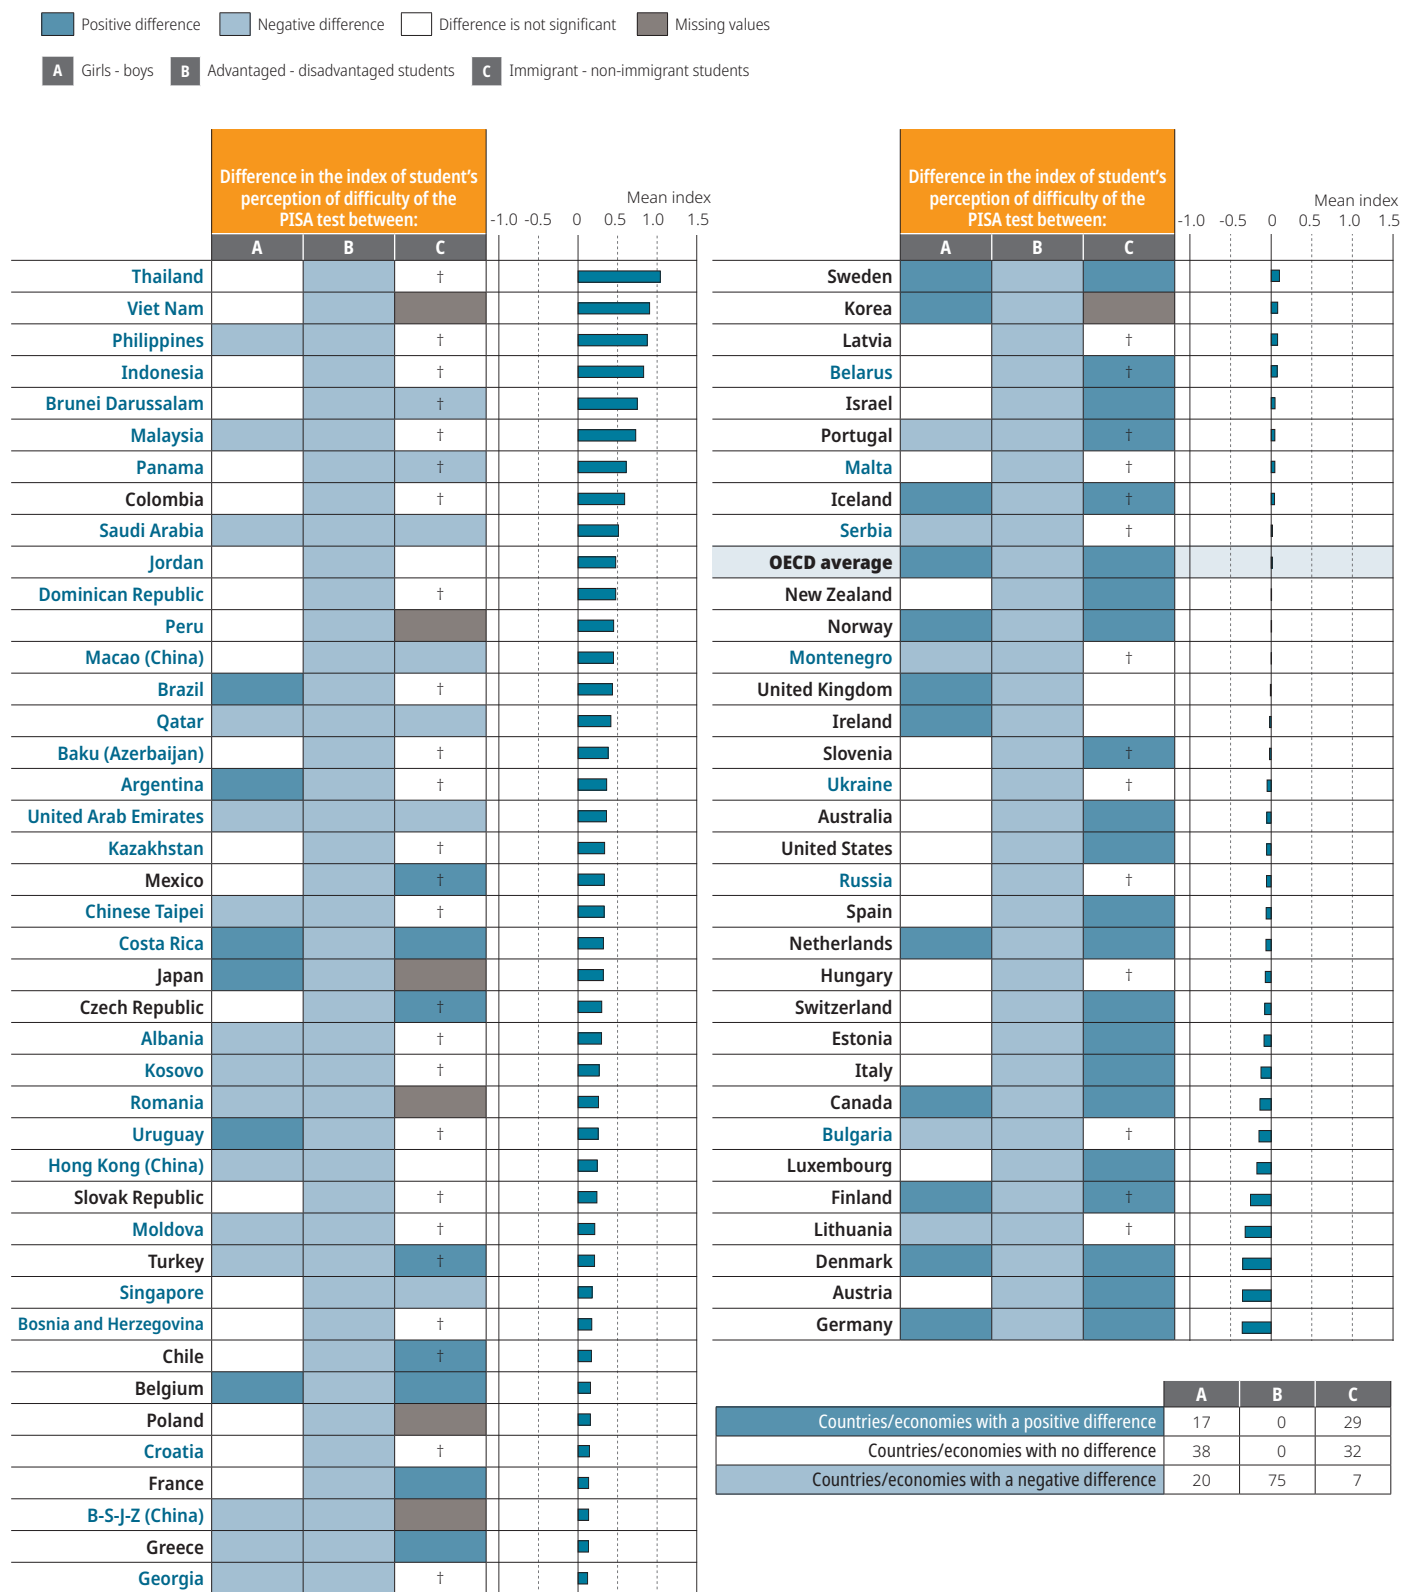 Positive difference Negative difference Difference is not significant Missing values
A Girls - boys B Advantaged - disadvantaged students C Immigrant - non-immigrant students
Difference in the index of student's
perception of difficulty of the
PISA test between:
Mean index
-1.0 -0.5 0 0.5 1.0 1.5
A B C
Thailand †
Viet Nam
Philippines †
Indonesia †
Brunei Darussalam †
Malaysia †
Panama †
Colombia †
Saudi Arabia
Jordan
Dominican Republic †
Peru
Macao (China)
Brazil †
Qatar
Baku (Azerbaijan) †
Argentina †
United Arab Emirates
Kazakhstan †
Mexico †
Chinese Taipei †
Costa Rica
Japan
Czech Republic †
Albania †
Kosovo †
Romania
Uruguay †
Hong Kong (China)
Slovak Republic †
Moldova †
Turkey †
Singapore
Bosnia and Herzegovina †
Chile †
Belgium
Poland
Croatia †
France
B-S-J-Z (China)
Greece
Georgia †
Difference in the index of student's
perception of difficulty of the
PISA test between:
Mean index
-1.0 -0.5 0 0.5 1.0 1.5
A B C
Sweden
Korea
Latvia †
Belarus †
Israel
Portugal †
Malta †
Iceland †
Serbia †
OECD average
New Zealand
Norway
Montenegro †
United Kingdom
Ireland
Slovenia †
Ukraine †
Australia
United States
Russia †
Spain
Netherlands
Hungary †
Switzerland
Estonia
Italy
Canada
Bulgaria †
Luxembourg
Finland †
Lithuania †
Denmark
Austria
Germany
A B C
Countries/economies with a positive difference 17 0 29
Countries/economies with no difference 38 0 32
Countries/economies with a negative difference 20 75 7